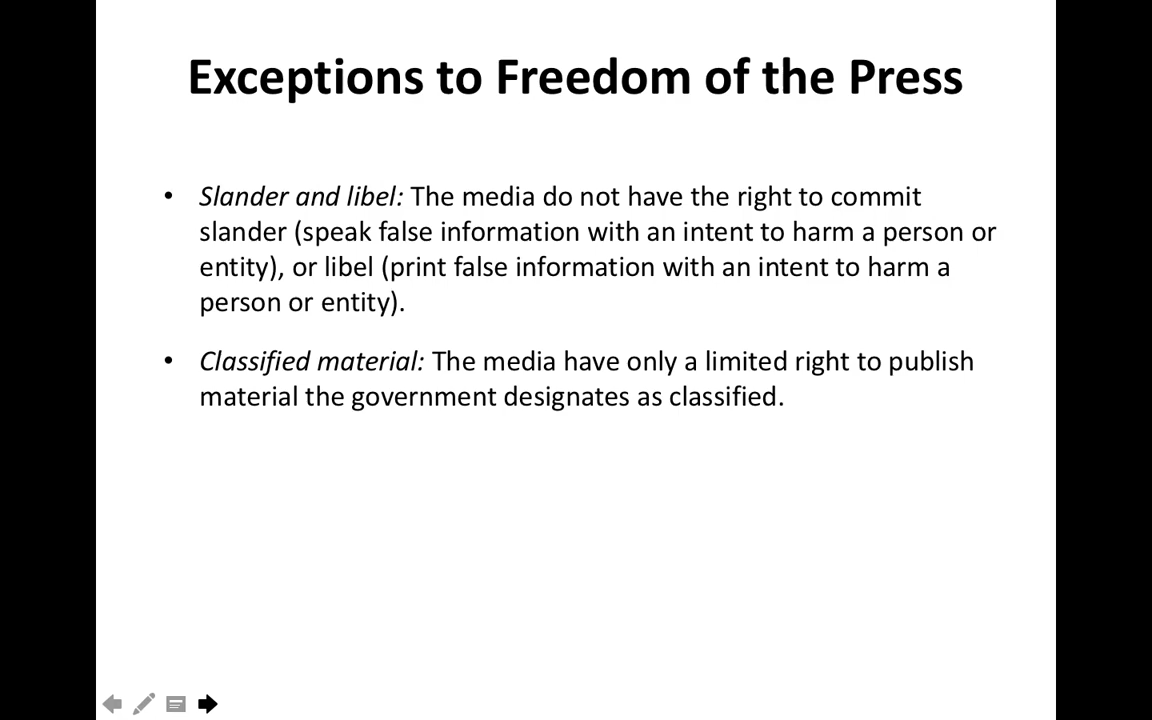 Exceptions to Freedom of the Press
• Slander and libel: The media do not have the right to commit
slander (speak false information with an intent to harm a person or
entity), or libel (print false information with an intent to harm a
person or entity).
• Classified material: The media have only a limited right to publish
material the government designates as classified.